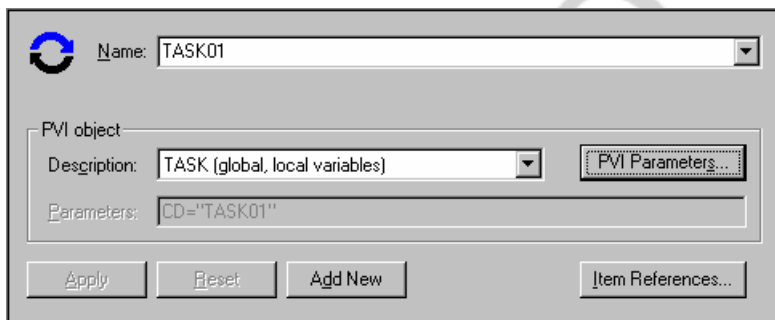 Name: TASK01
PVI object
Description: TASK (global, local variables) PVI Parameters...
Parameters: CD="TASK01"
Apply Reset Add New Item References...